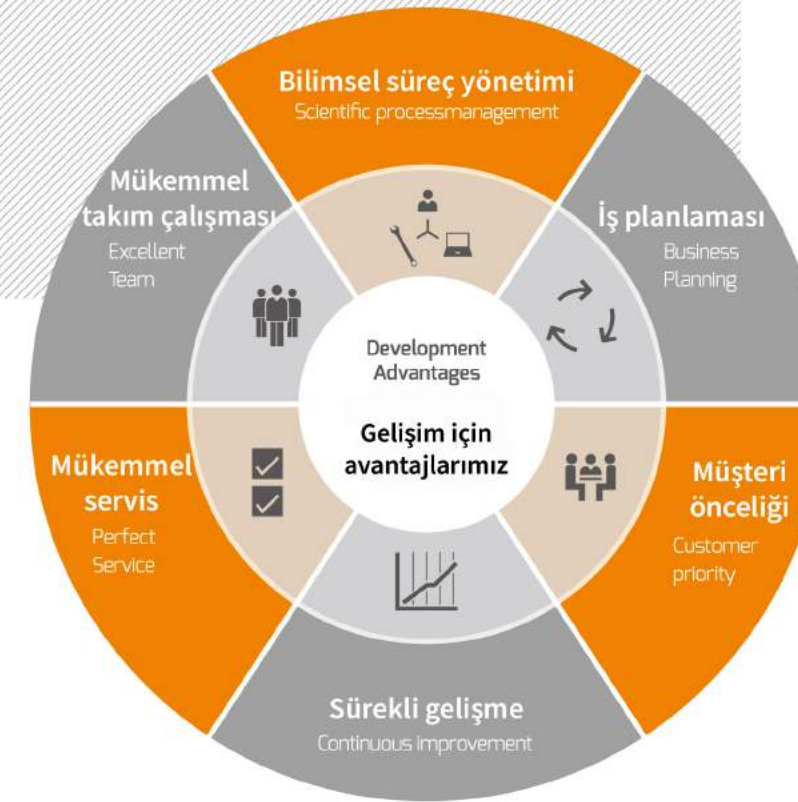 Bilimsel süreç yönetimi
Scientific processmanagement
Mükemmel
takım çalışması
Excellent
Team
İş planlaması
Business
Planning
Development
Advantages
Gelişim için
avantajlarımız
Mükemmel
servis
Perfect
Service
Müşteri
önceliği
Customer
priority
Sürekli gelişme
Continuous improvement